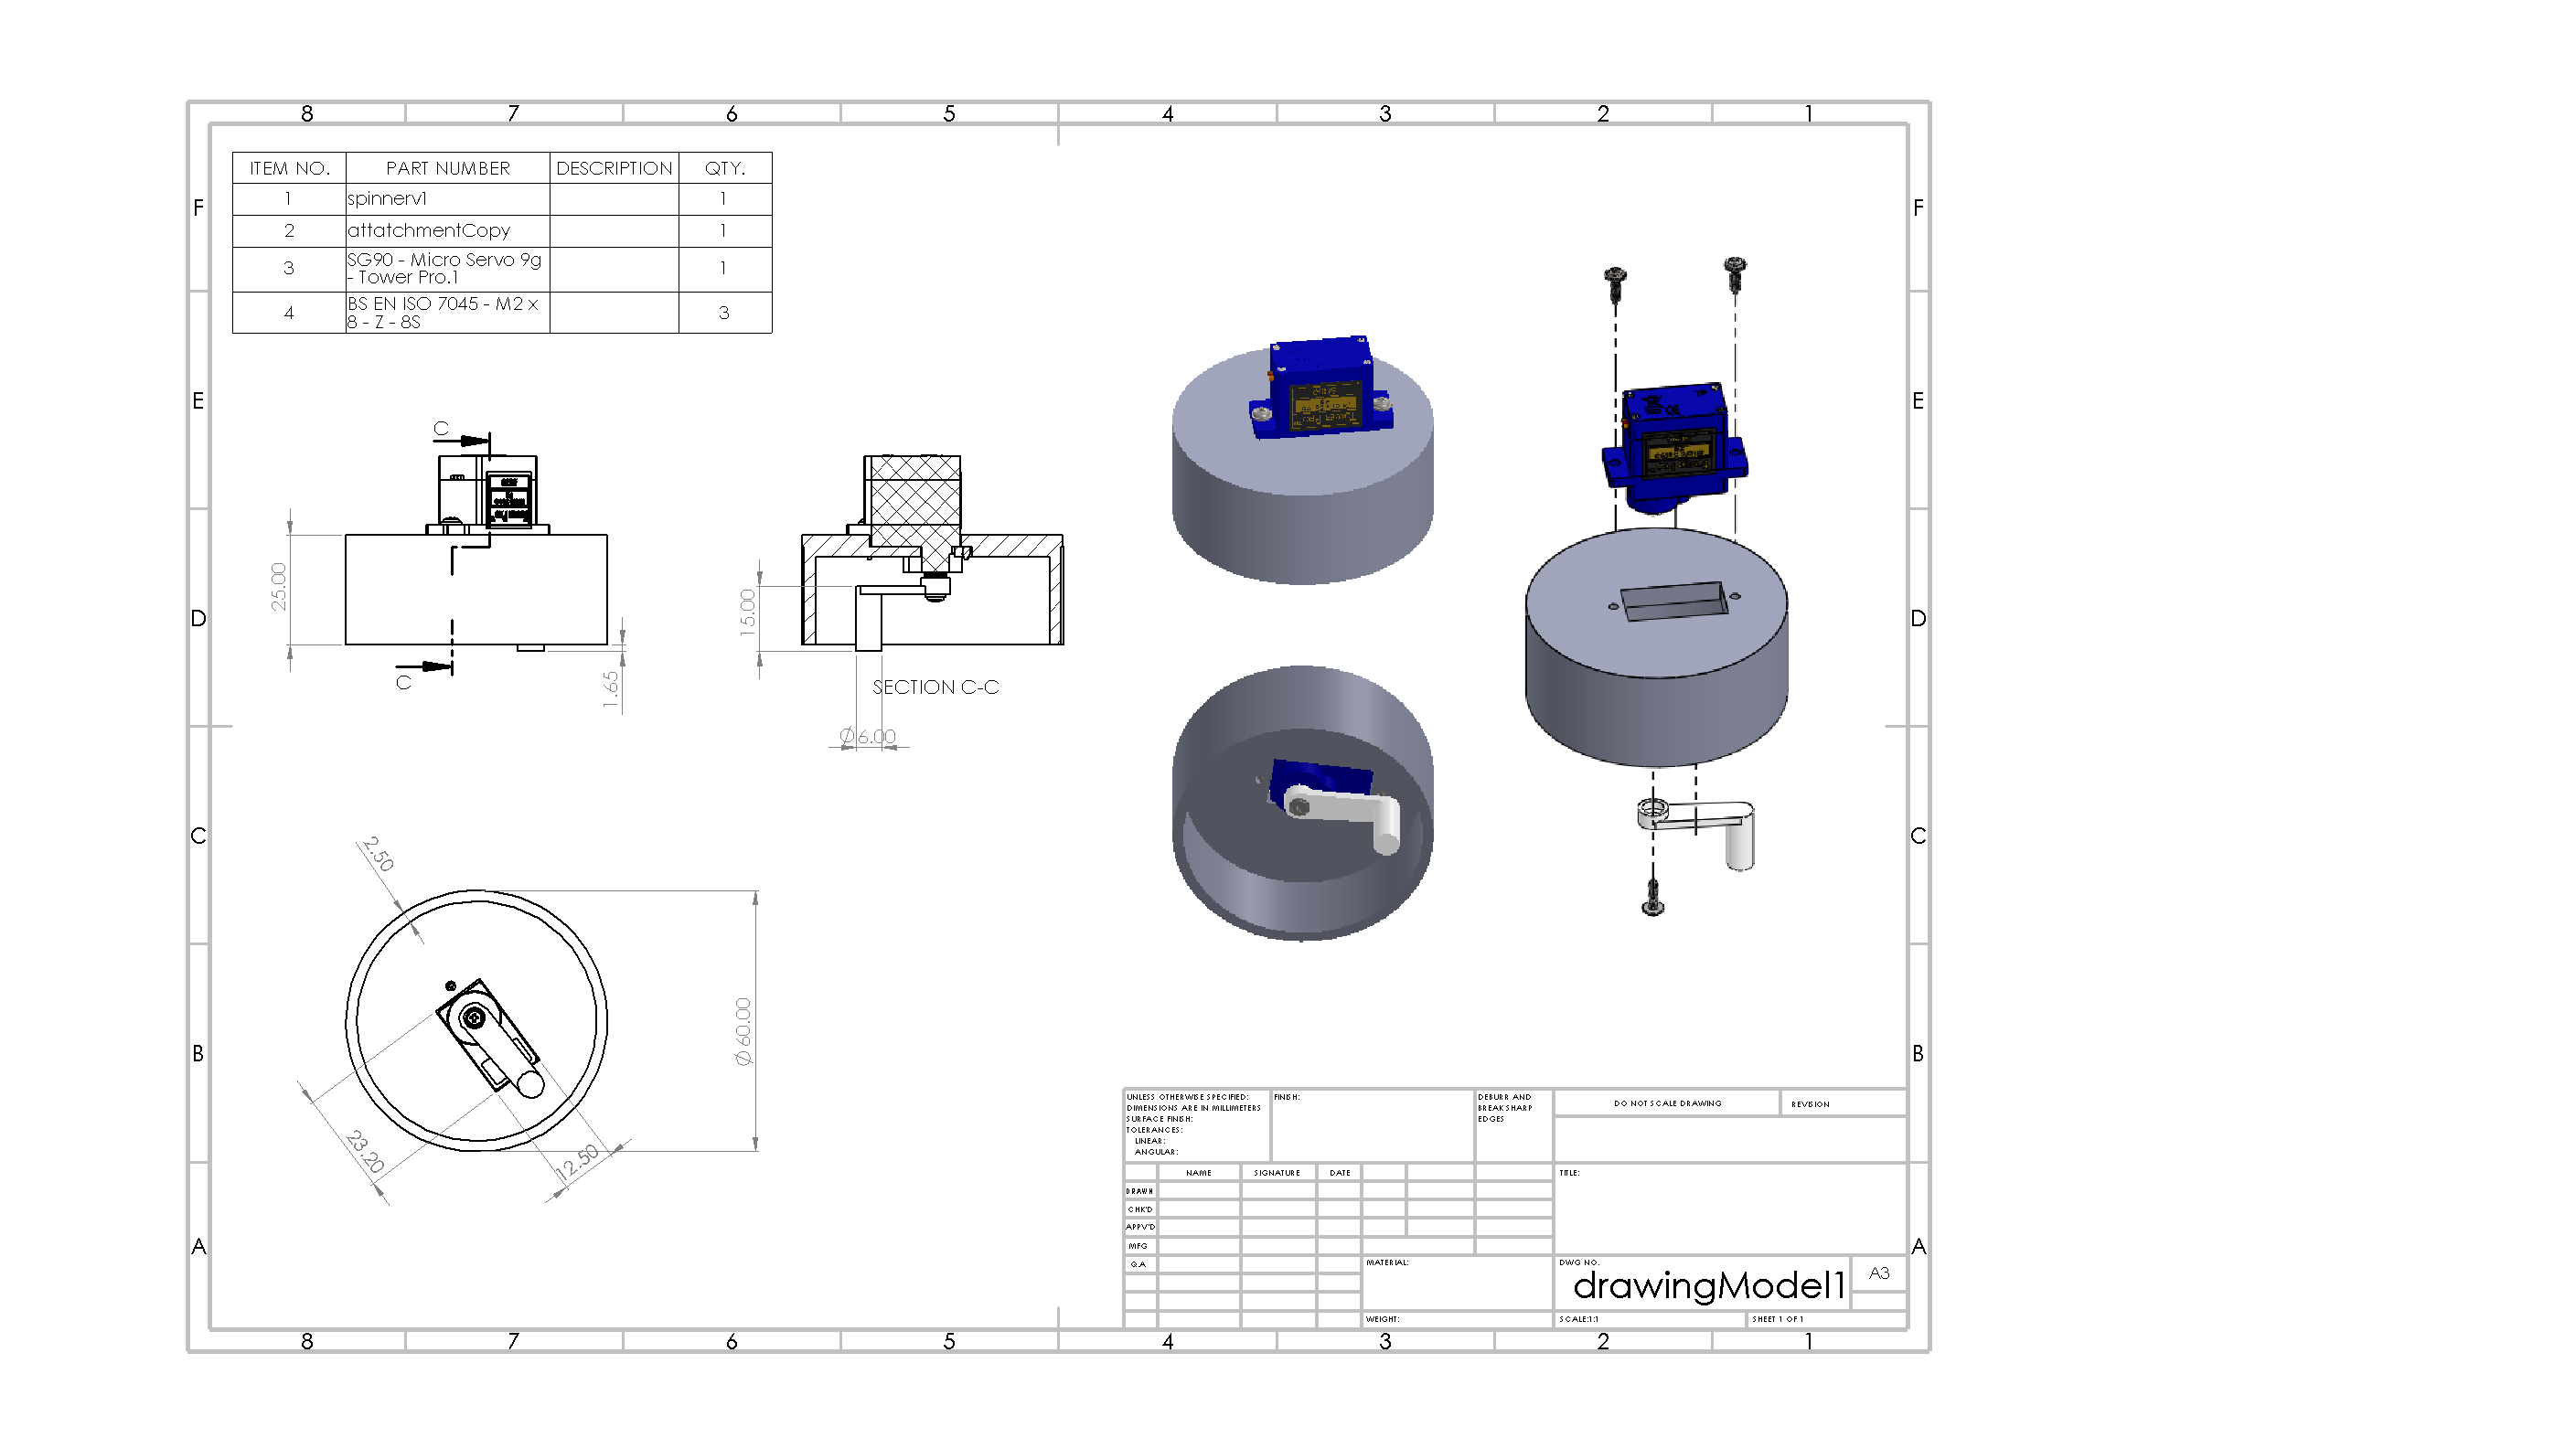 8 7 6 5 4 3 2 1
ITEM NO. PART NUMBER DESCRIPTION QTY.
1 spinnerv1 1
2 attatchmentCopy 1
3 SG90 - Micro Servo 9g - Tower Pro.1 1
4 BS EN ISO 7045 - M2 x 8 - Z - 8S 3
F F
E E
D D
C C
B B
A A
C
C
25.00
1.65
15.00
SECTION C-C
∅6.00
2.50
∅60.00
23.20
12.50
UNLESS OTHERWISE SPECIFIED:
DIMENSIONS ARE IN MILLIMETERS
SURFACE FINISH:
TOLERANCES:
LINEAR:
ANGULAR:
FINISH:
DEBURR AND
BREAK SHARP
EDGES
DO NOT SCALE DRAWING
REVISION
NAME SIGNATURE DATE
TITLE:
DRAWN
CHK'D
APPV'D
MFG
Q.A
MATERIAL:
DWG NO.
drawingModel1
A3
WEIGHT:
SCALE:1:1
SHEET 1 OF 1
8 7 6 5 4 3 2 1